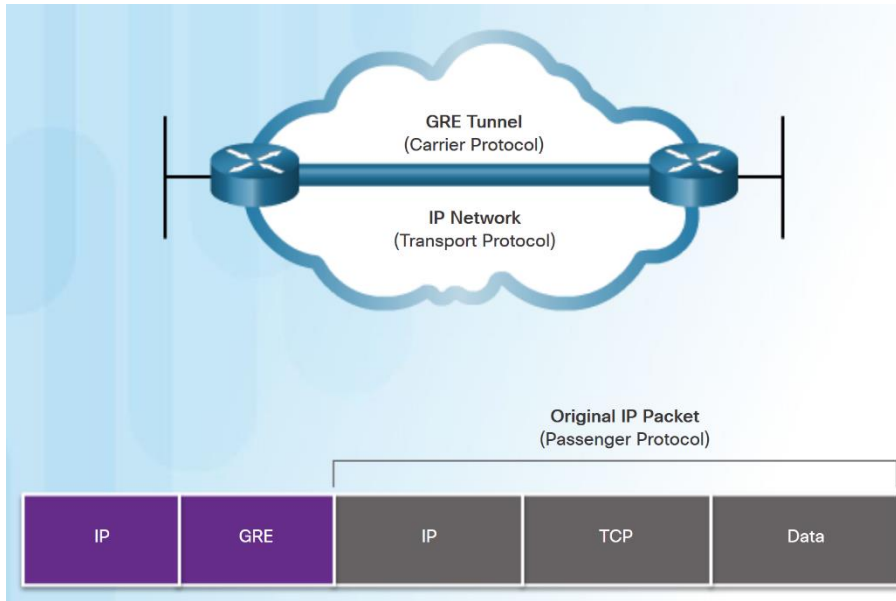 GRE Tunnel
(Carrier Protocol)
IP Network
(Transport Protocol)
Original IP Packet
(Passenger Protocol)
IP
GRE
IP
TCP
Data